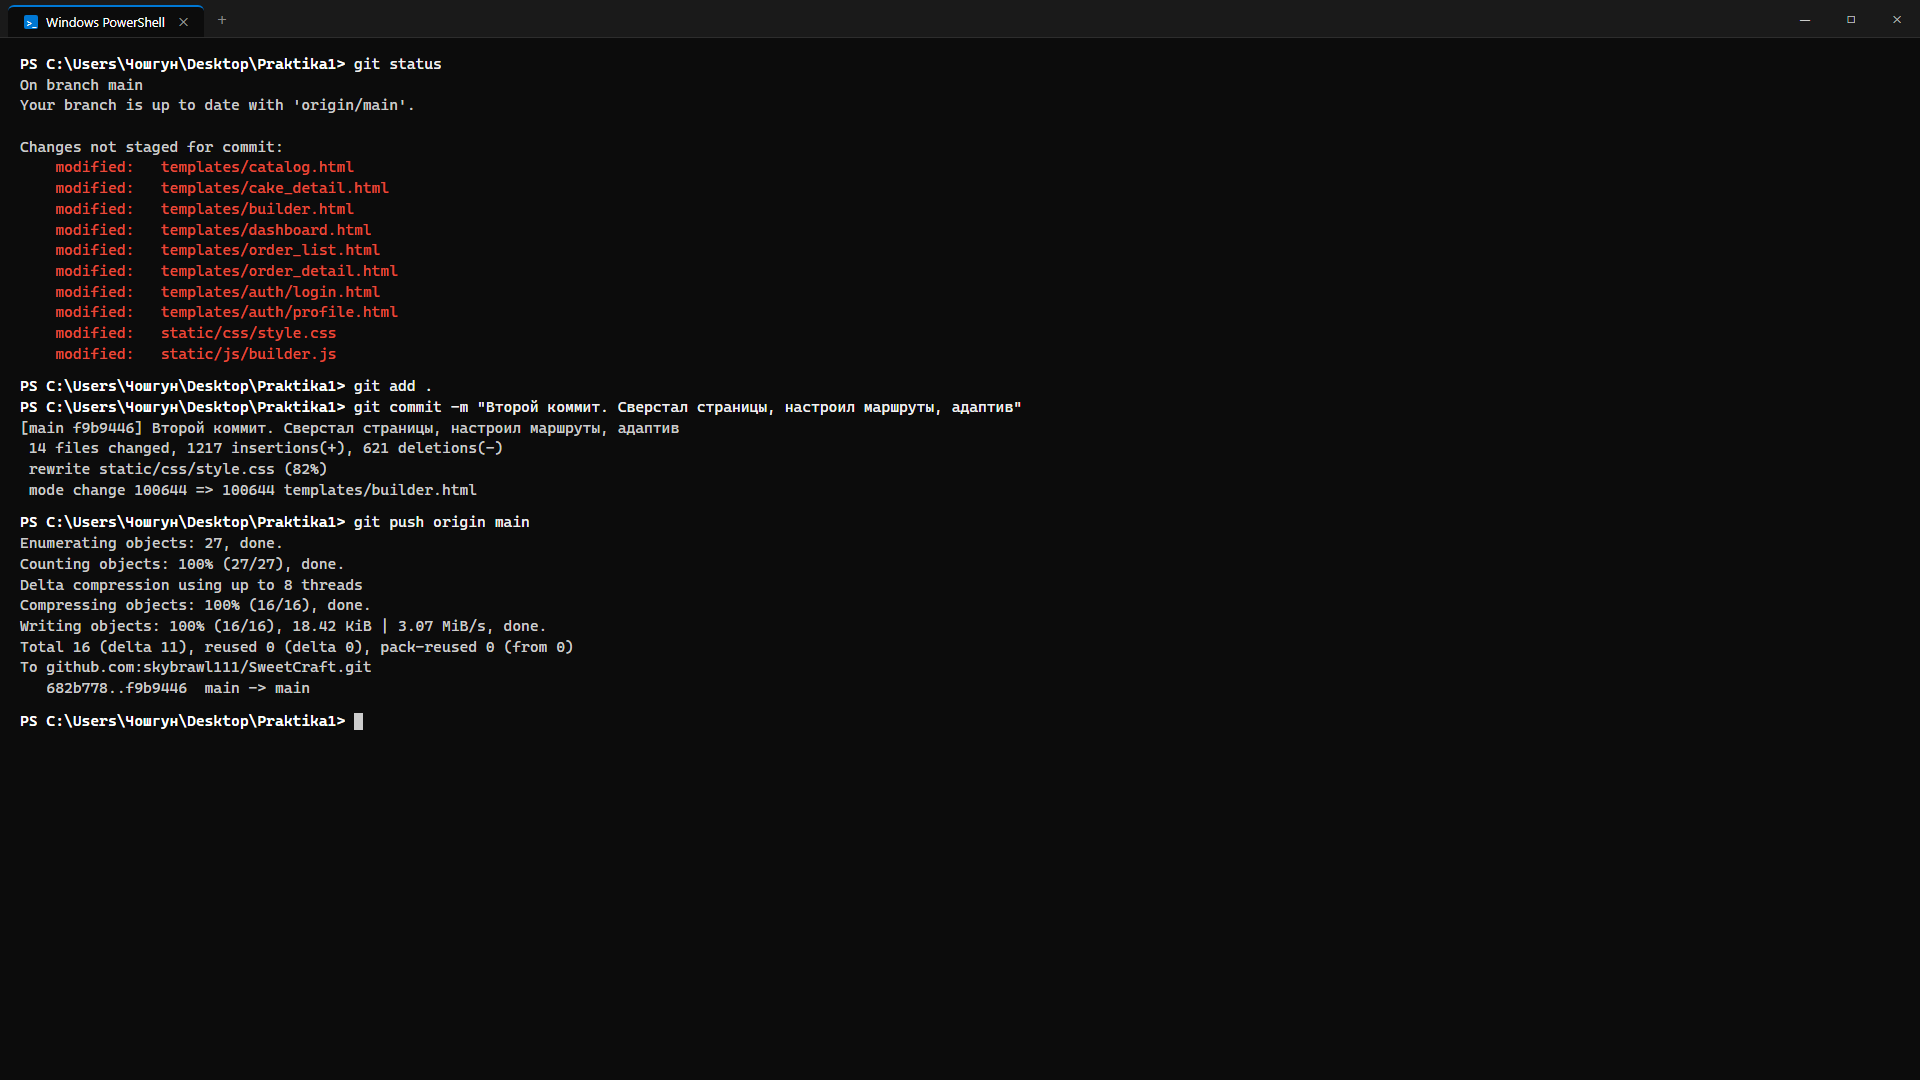 Windows PowerShell
PS C:\Users\Чошгун\Desktop\Praktika1> git status
On branch main
Your branch is up to date with 'origin/main'.
Changes not staged for commit:
modified:   templates/catalog.html
modified:   templates/cake_detail.html
modified:   templates/builder.html
modified:   templates/dashboard.html
modified:   templates/order_list.html
modified:   templates/order_detail.html
modified:   templates/auth/login.html
modified:   templates/auth/profile.html
modified:   static/css/style.css
modified:   static/js/builder.js
PS C:\Users\Чошгун\Desktop\Praktika1> git add .
PS C:\Users\Чошгун\Desktop\Praktika1> git commit -m "Второй коммит. Сверстал страницы, настроил маршруты, адаптив"
[main f9b9446] Второй коммит. Сверстал страницы, настроил маршруты, адаптив
14 files changed, 1217 insertions(+), 621 deletions(-)
rewrite static/css/style.css (82%)
mode change 100644 => 100644 templates/builder.html
PS C:\Users\Чошгун\Desktop\Praktika1> git push origin main
Enumerating objects: 27, done.
Counting objects: 100% (27/27), done.
Delta compression using up to 8 threads
Compressing objects: 100% (16/16), done.
Writing objects: 100% (16/16), 18.42 KiB | 3.07 MiB/s, done.
Total 16 (delta 11), reused 0 (delta 0), pack-reused 0 (from 0)
To github.com:skybrawl111/SweetCraft.git
682b778..f9b9446  main -> main
PS C:\Users\Чошгун\Desktop\Praktika1>